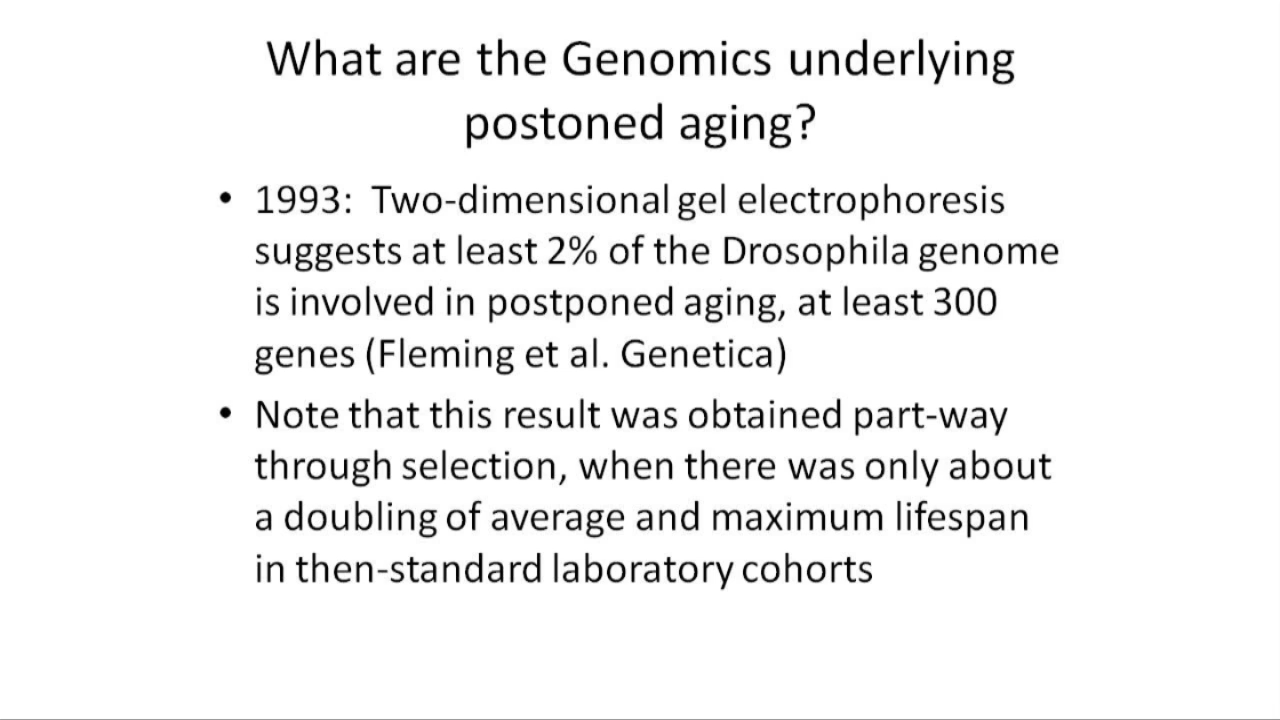 What are the Genomics underlying
postoned aging?
• 1993:  Two-dimensional gel electrophoresis
suggests at least 2% of the Drosophila genome
is involved in postponed aging, at least 300
genes (Fleming et al. Genetica)
• Note that this result was obtained part-way
through selection, when there was only about
a doubling of average and maximum lifespan
in then-standard laboratory cohorts